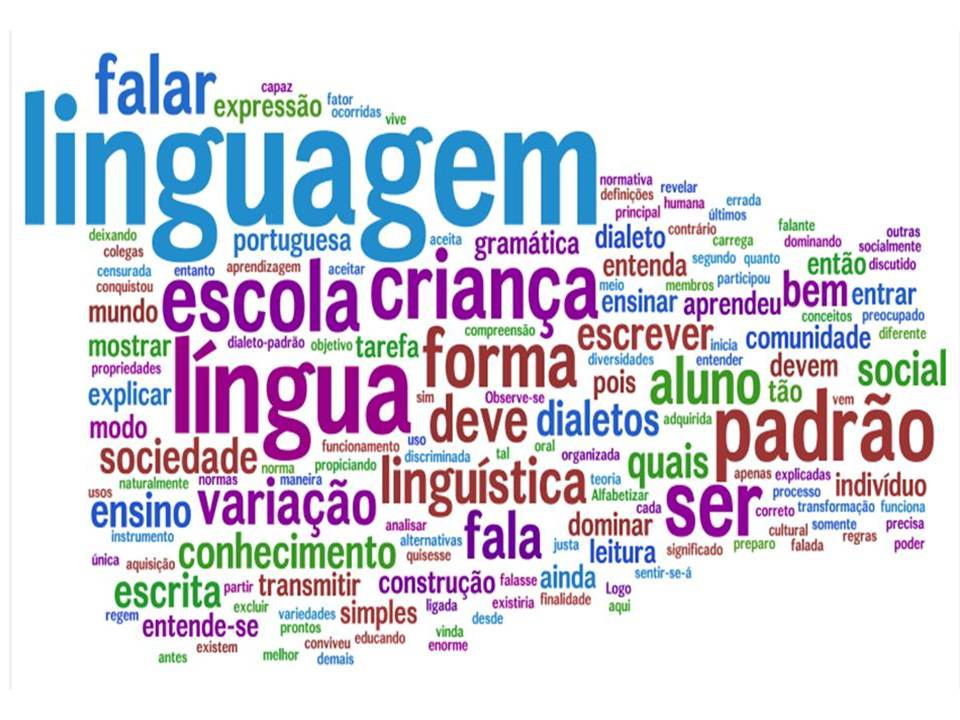 capaz
falar expressão fator
ocorridas vive
linguagem
normativa revelar
definições humana errada
principal últimos
deixando portuguesa aceita gramática dialeto contrário carrega falante dominando outras
colegas socialmente
censurada entanto aprendizagem aceitar entenda segundo quanto então discutido
conquistou escola criança meio membros participou bem entrar
mundo ensinar aprendeu conceitos preocupado
compreensão escrever inicia comunidade diferente
mostrar dialeto-padrão objetivo tarefa forma diversidades entender devem social
propriedades língua pois aluno tão
explicar sim Observe-se vem
modo deve dialetos adquirida padrão
sociedade funcionamento uso tal oral organizada quais
naturalmente norma propiciando discriminada linguística teoria apenas explicadas indivíduo
usos normas maneira Alfabetizar cada ser processo
ensino variação correto transformação funciona
instrumento analisar fala dominar cultural somente precisa
conhecimento alternativas justa leitura significado preparo falada regras poder
única aquisição quisesse
escrita partir transmitir construção falasse ainda sentir-se-á
excluir ligada existiria finalidade Logo
regem variedades simples desde aqui
entende-se prontos educando vinda
existem conviveu enorme
antes melhor demais